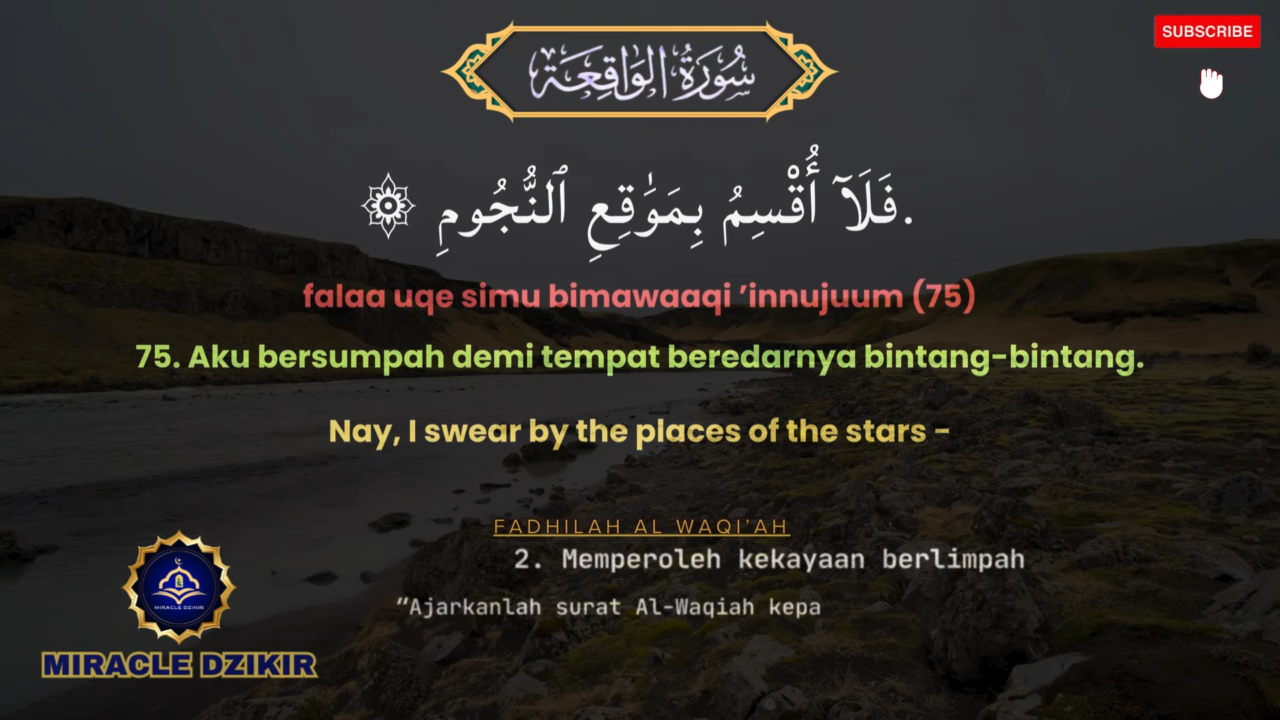 SUBSCRIBE
سُورَةُ الوَاقِعَة
فَلَآ أُقْسِمُ بِمَوَٰقِعِ ٱلنُّجُومِ.
falaa uqe simu bimawaaqi ’innujuum (75)
75. Aku bersumpah demi tempat beredarnya bintang-bintang.
Nay, I swear by the places of the stars -
FADHILAH AL WAQI'AH
2. Memperoleh kekayaan berlimpah
“Ajarkanlah surat Al-Waqiah kepa
MIRACLE DZIKIR
MIRACLE DZIKIR